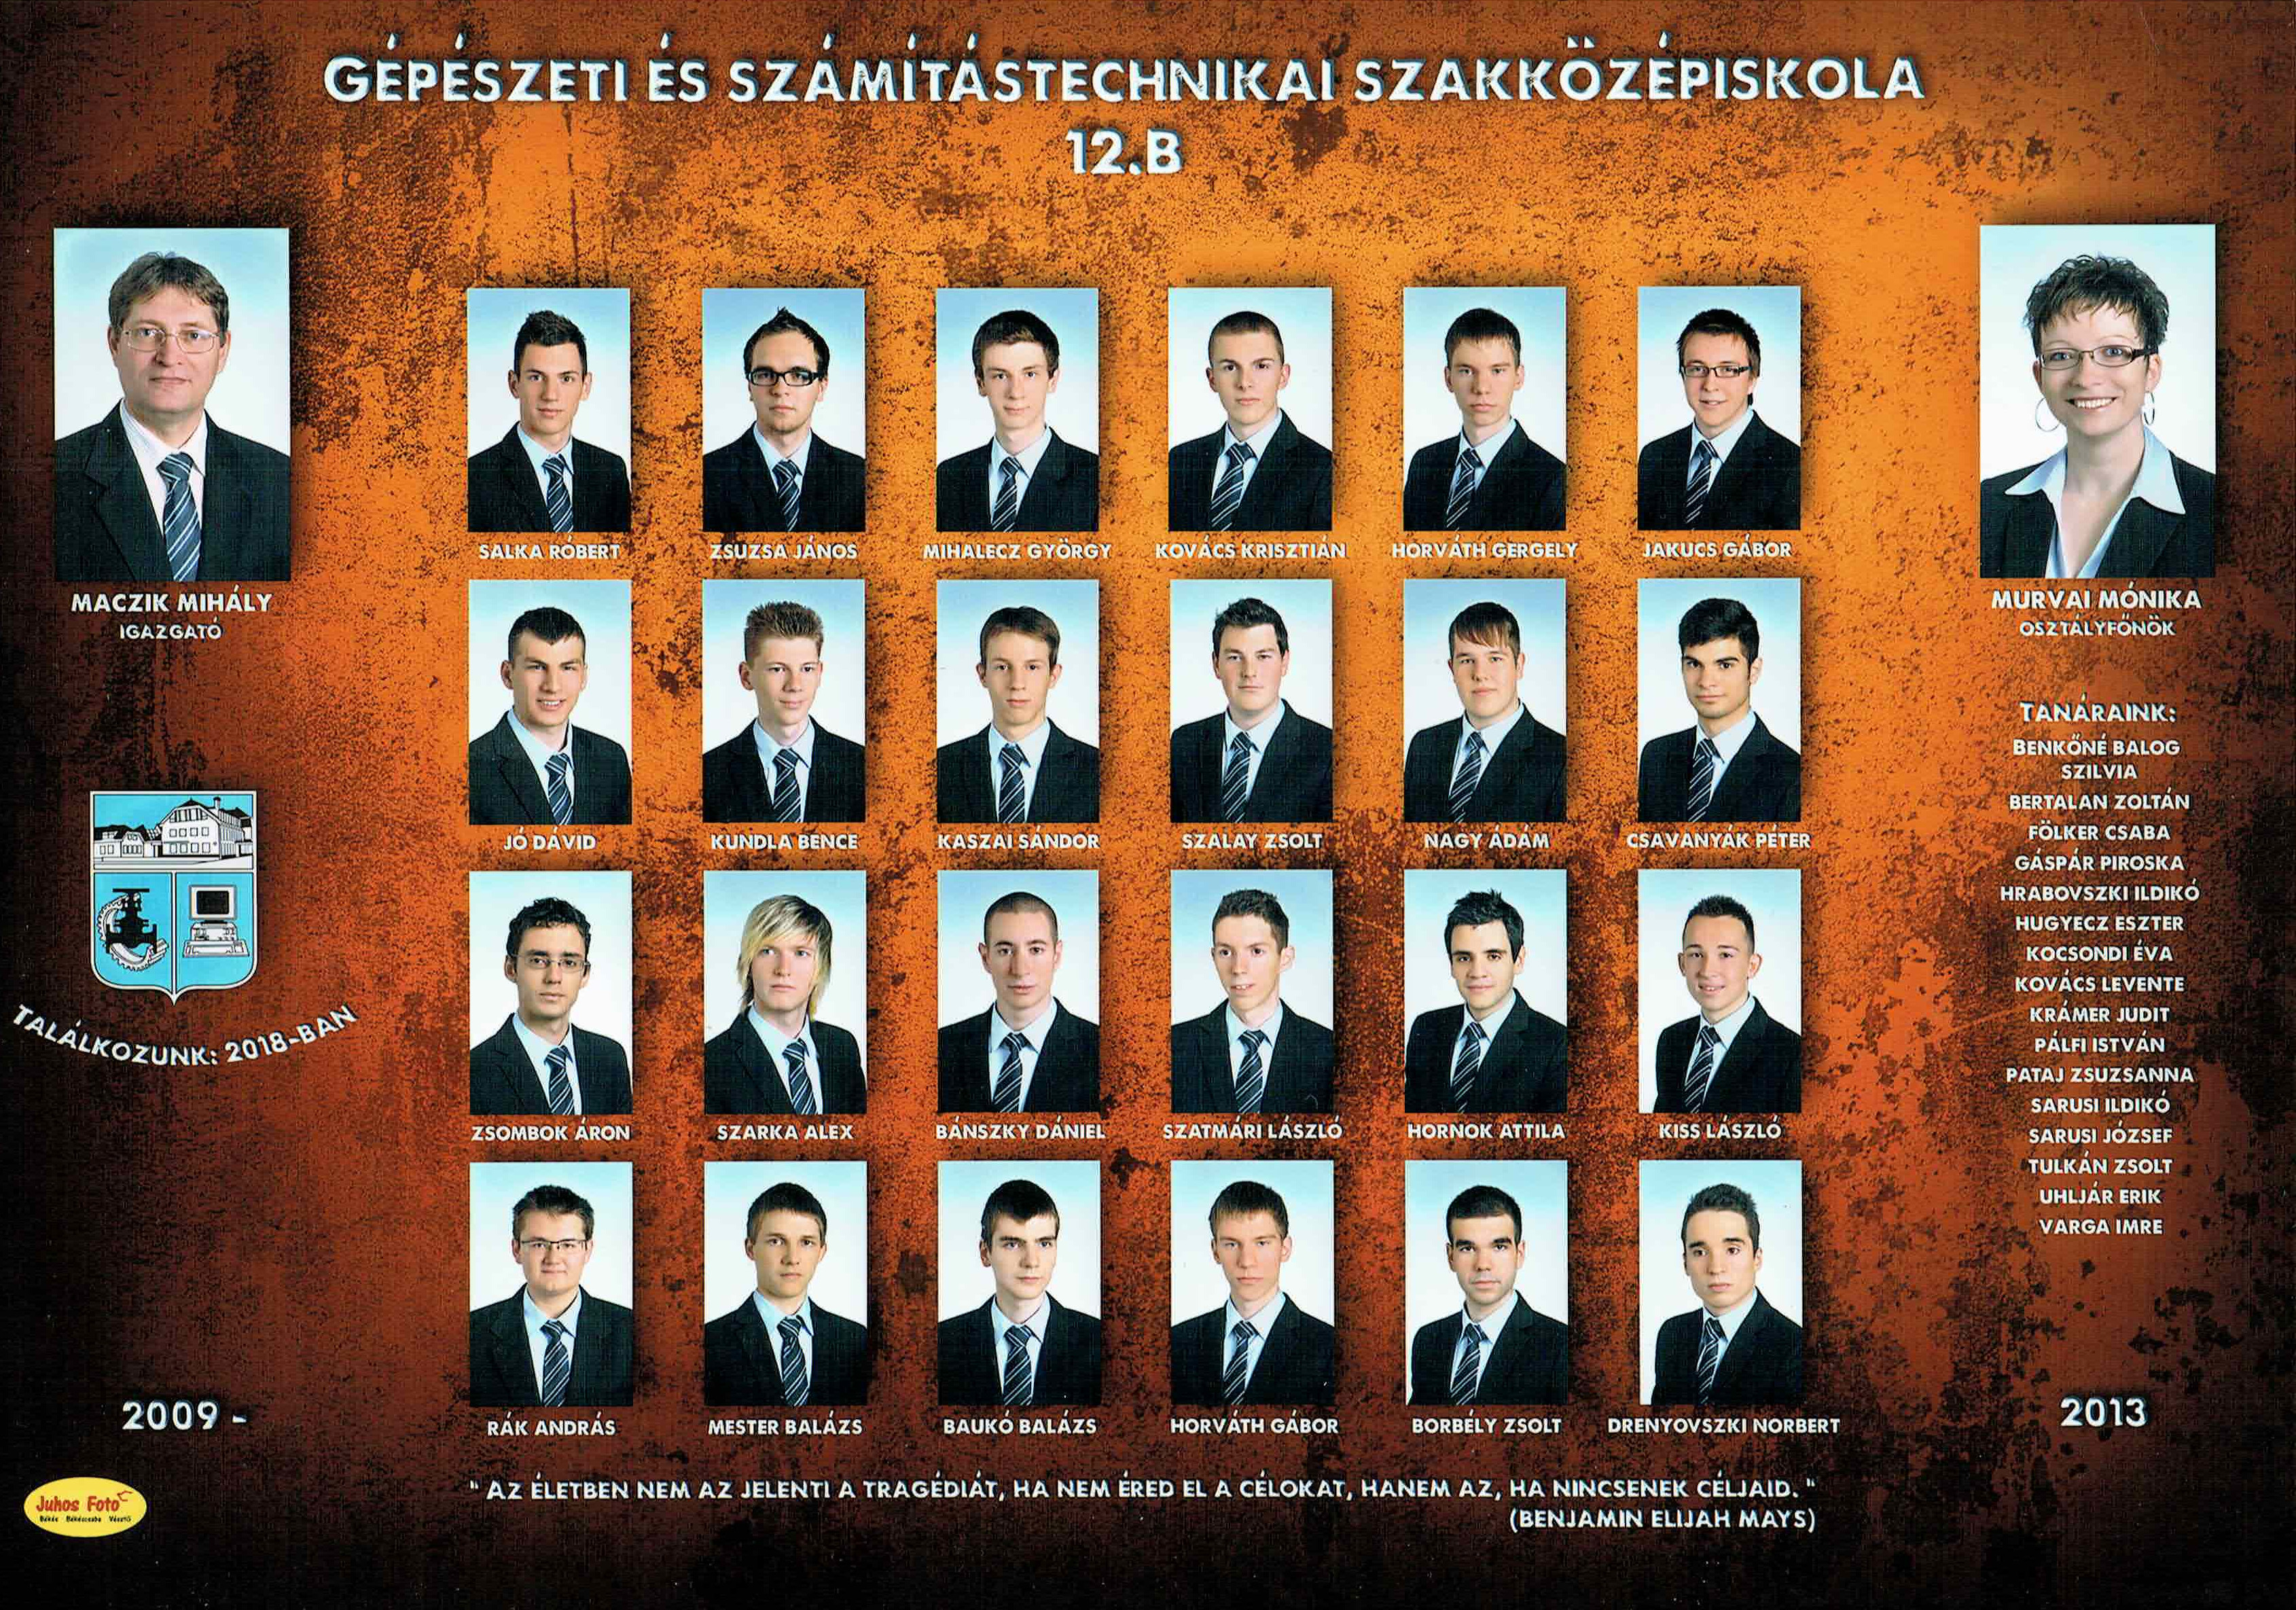 GÉPÉSZETI ÉS SZÁMÍTÁSTECHNIKAI SZAKKÖZÉPISKOLA
12.B
MACZIK MIHÁLY
IGAZGATÓ
MURVAI MÓNIKA
OSZTÁLYFŐNÖK
SALKA RÓBERT
ZSUZSA JÁNOS
MIHALECZ GYÖRGY
KOVÁCS KRISZTIÁN
HORVÁTH GERGELY
JAKUCS GÁBOR
JÓ DÁVID
KUNDLA BENCE
KASZAI SÁNDOR
SZALAY ZSOLT
NAGY ÁDÁM
CSAVANYÁK PÉTER
ZSOMBOK ÁRON
SZARKA ALEX
BÁNSZKY DÁNIEL
SZATMÁRI LÁSZLÓ
HORNOK ATTILA
KISS LÁSZLÓ
RÁK ANDRÁS
MESTER BALÁZS
BAUKÓ BALÁZS
HORVÁTH GÁBOR
BORBÉLY ZSOLT
DRENYOVSZKI NORBERT
TALÁLKOZUNK: 2018-BAN
TANÁRAINK:
BENKŐNÉ BALOG
SZILVIA
BERTALAN ZOLTÁN
FÖLKER CSABA
GÁSPÁR PIROSKA
HRABOVSZKI ILDIKÓ
HUGYECZ ESZTER
KOCSONDI ÉVA
KOVÁCS LEVENTE
KRÁMER JUDIT
PÁLFI ISTVÁN
PATAJ ZSUZSANNA
SARUSI ILDIKÓ
SARUSI JÓZSEF
TULKÁN ZSOLT
UHLJÁR ERIK
VARGA IMRE
2009 -
2013
" AZ ÉLETBEN NEM AZ JELENTI A TRAGÉDIÁT, HA NEM ÉRED EL A CÉLOKAT, HANEM AZ, HA NINCSENEK CÉLJAID. "
(BENJAMIN ELIJAH MAYS)
Juhos Fotó
Békés Békéscsaba Vésztő